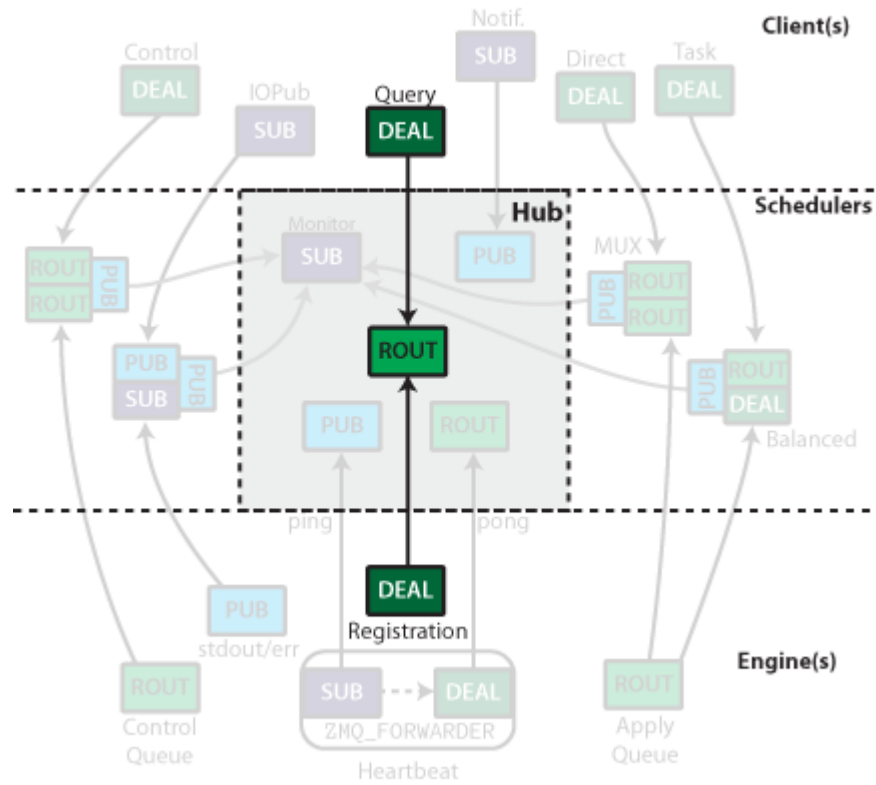 Notif.
Client(s)
Control
SUB
Direct
Task
DEAL
IOPub
Query
DEAL
DEAL
SUB
DEAL
Schedulers
Hub
Monitor
SUB
PUB
MUX
ROUT
ROUT
PUB
PUB
ROUT
ROUT
ROUT
PUB
SUB
PUB
PUB
ROUT
DEAL
PUB
ROUT
Balanced
ping
pong
DEAL
PUB
Registration
stdout/err
Engine(s)
ROUT
SUB
DEAL
ROUT
Control
Queue
ZMQ_FORWARDER
Apply
Queue
Heartbeat